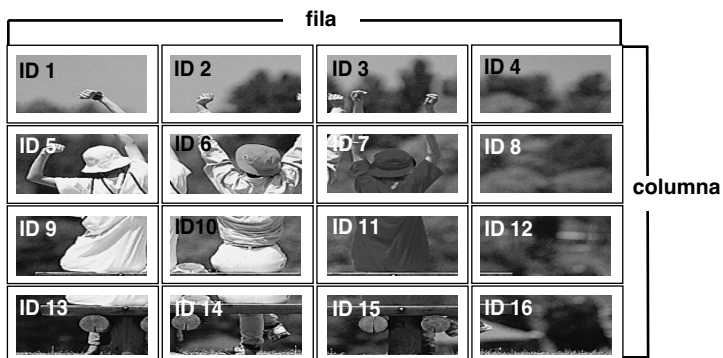 fila
ID 1 ID 2 ID 3 ID 4
ID 5 ID 6 ID 7 ID 8
columna
ID 9 ID10 ID 11 ID 12
ID 13 ID 14 ID 15 ID 16